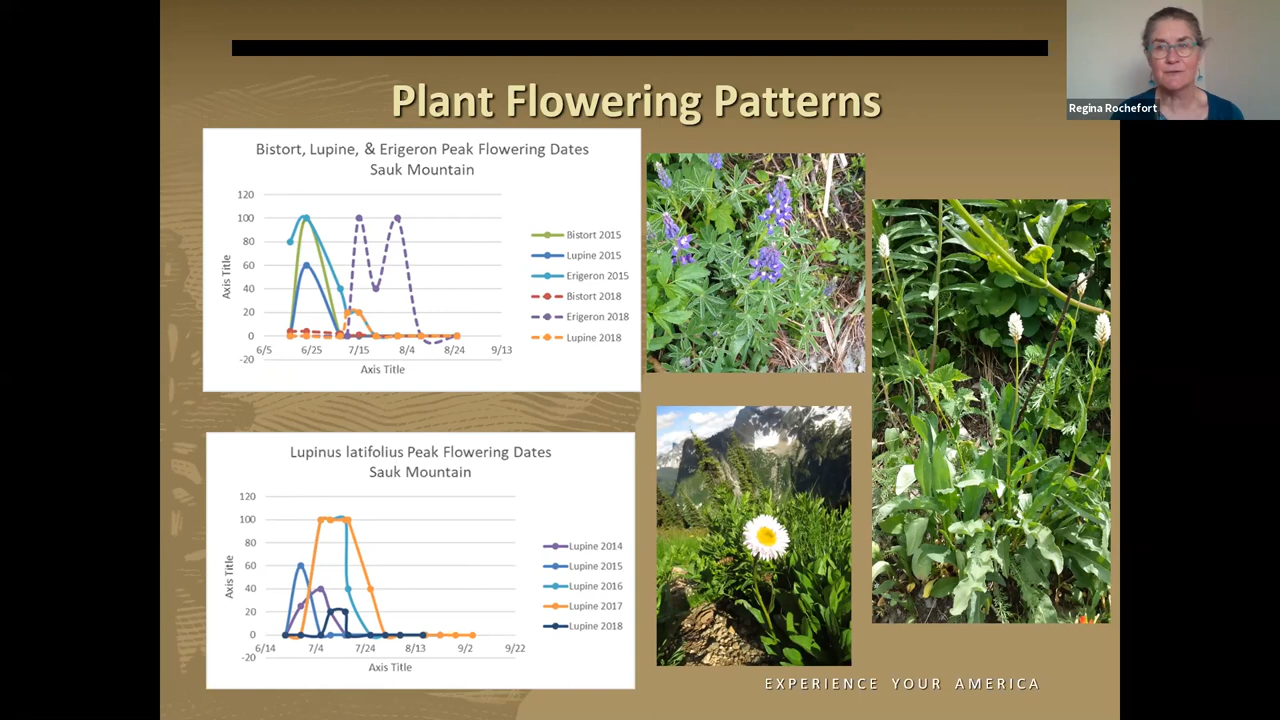 Regina Rochefort
Plant Flowering Patterns
Bistort, Lupine, & Erigeron Peak Flowering Dates
Sauk Mountain
120
100
80
60
40
20
0
-20
Axis Title
6/5
6/25
7/15
8/4
8/24
9/13
Axis Title
Bistort 2015
Lupine 2015
Erigeron 2015
Bistort 2018
Erigeron 2018
Lupine 2018
Lupinus latifolius Peak Flowering Dates
Sauk Mountain
120
100
80
60
40
20
0
-20
Axis Title
6/14
7/4
7/24
8/13
9/2
9/22
Axis Title
Lupine 2014
Lupine 2015
Lupine 2016
Lupine 2017
Lupine 2018
EXPERIENCE YOUR AMERICA